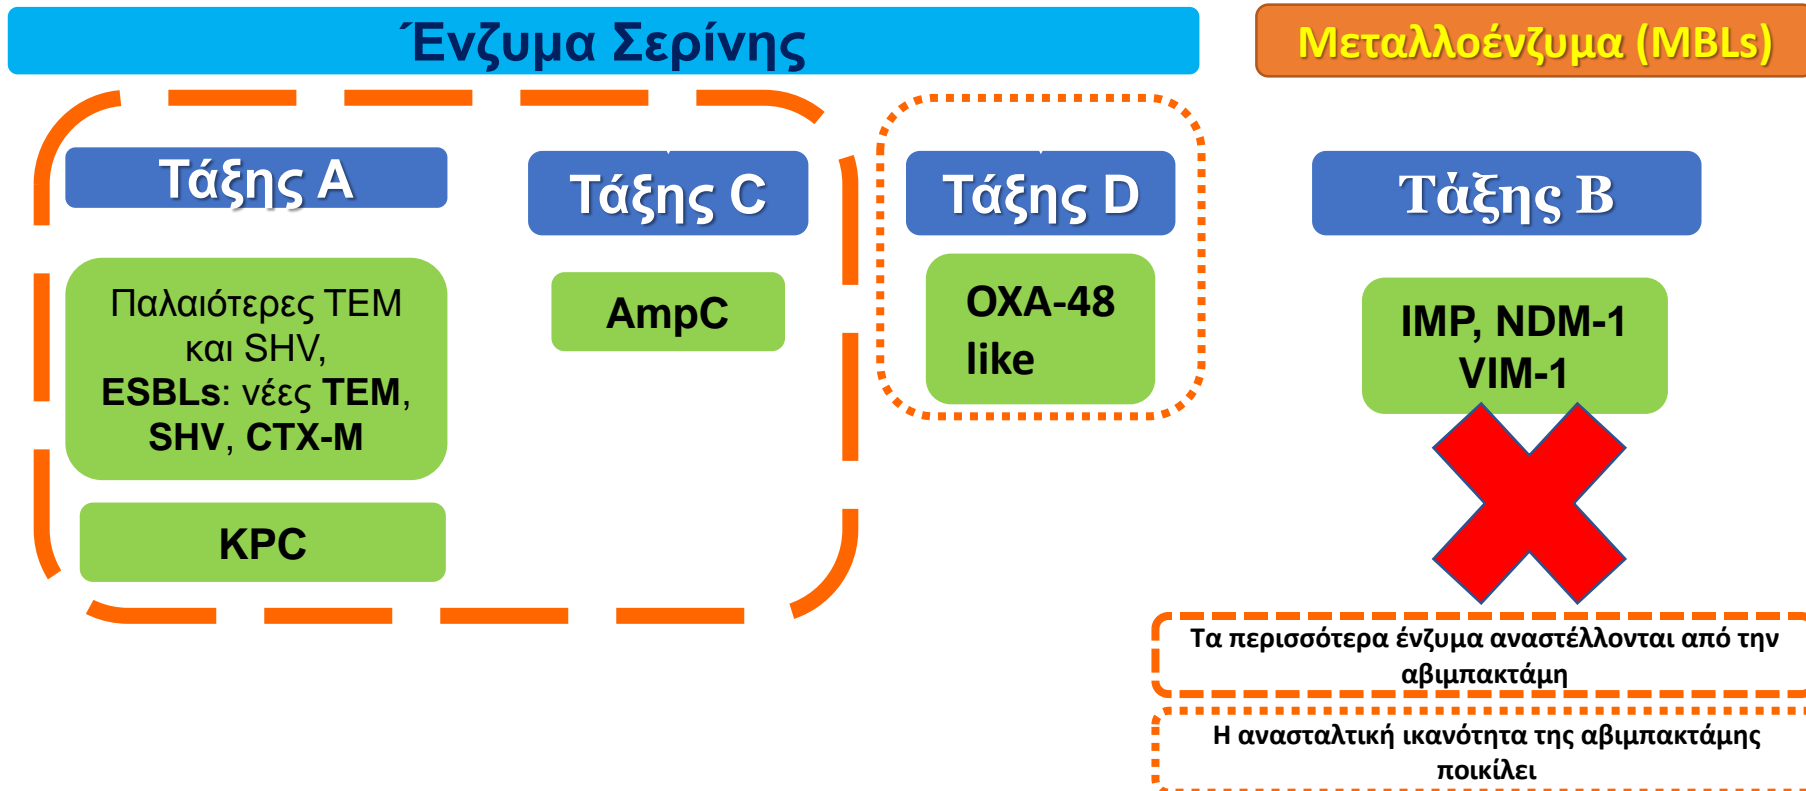 Ένζυμα Σερίνης
Μεταλλοένζυμα (MBLs)
Τάξης A
Παλαιότερες TEM
και SHV,
ESBLs: νέες TEM,
SHV, CTX-M
KPC
Τάξης C
AmpC
Τάξης D
OXA-48
like
Τάξης B
IMP, NDM-1
VIM-1
Τα περισσότερα ένζυμα αναστέλλονται από την
αβιμπακτάμη
Η ανασταλτική ικανότητα της αβιμπακτάμης
ποικίλει